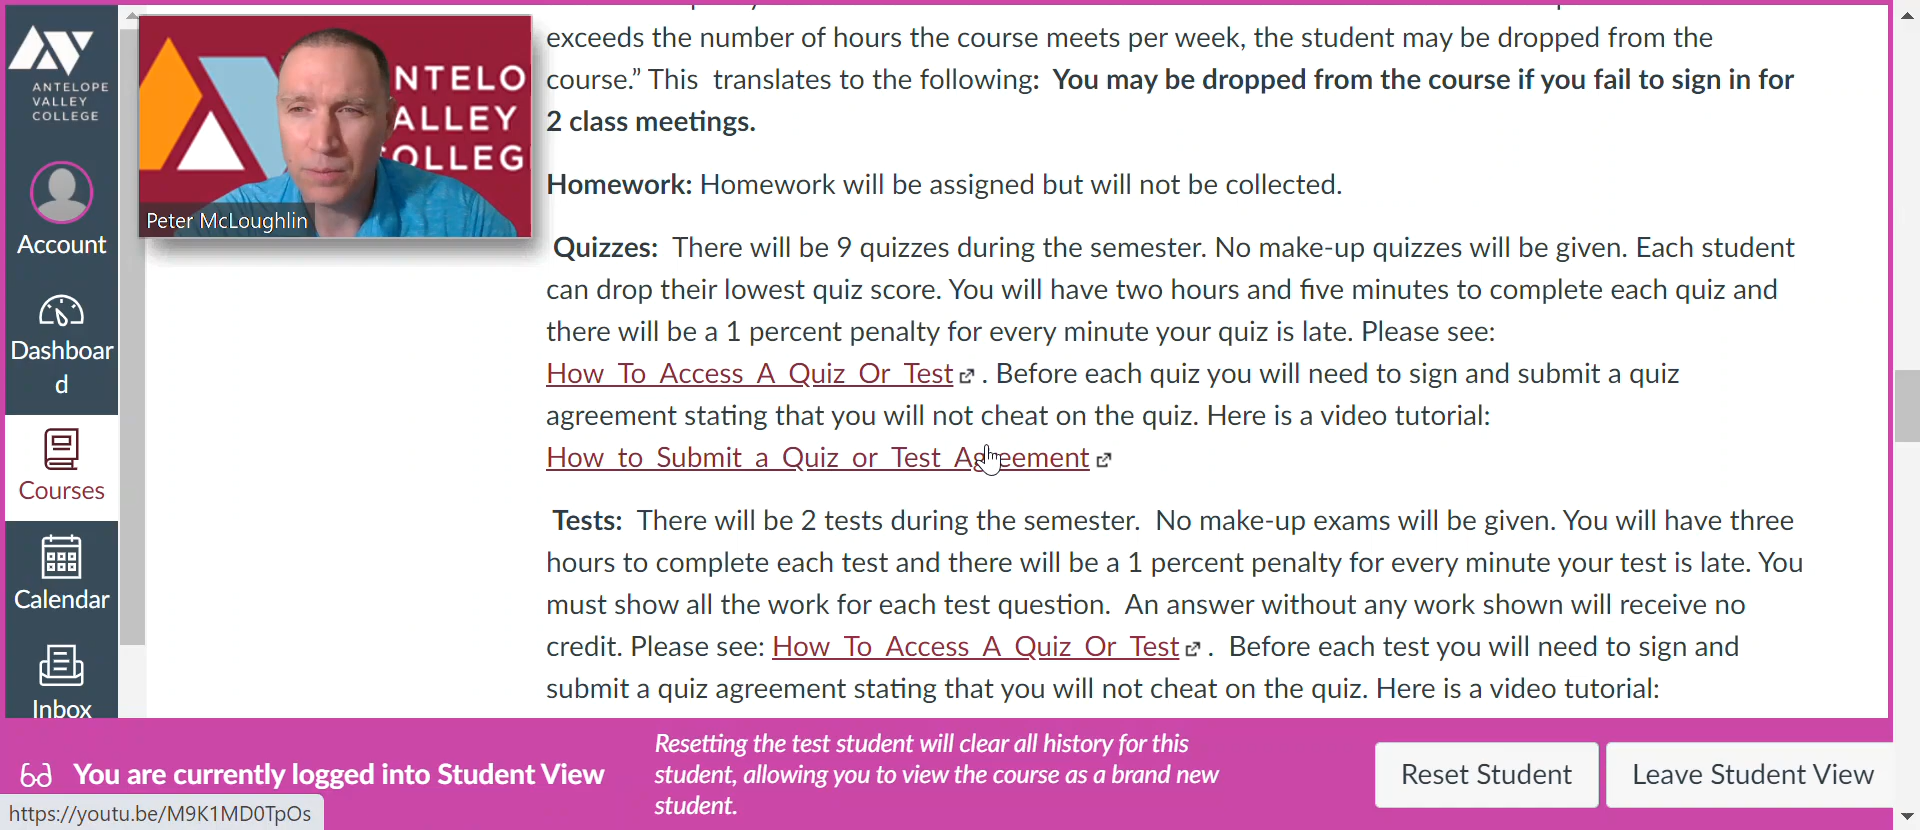 exceeds the number of hours the course meets per week, the student may be dropped from the
course.” This translates to the following: You may be dropped from the course if you fail to sign in for
2 class meetings.
Homework: Homework will be assigned but will not be collected.
Quizzes: There will be 9 quizzes during the semester. No make-up quizzes will be given. Each student
can drop their lowest quiz score. You will have two hours and five minutes to complete each quiz and
there will be a 1 percent penalty for every minute your quiz is late. Please see:
How To Access A Quiz Or Test . Before each quiz you will need to sign and submit a quiz
agreement stating that you will not cheat on the quiz. Here is a video tutorial:
How to Submit a Quiz or Test Agreement
Tests: There will be 2 tests during the semester. No make-up exams will be given. You will have three
hours to complete each test and there will be a 1 percent penalty for every minute your test is late. You
must show all the work for each test question. An answer without any work shown will receive no
credit. Please see: How To Access A Quiz Or Test . Before each test you will need to sign and
submit a quiz agreement stating that you will not cheat on the quiz. Here is a video tutorial:
ANTELOPE
VALLEY
COLLEGE
Account
Dashboar
d
Courses
Calendar
Inbox
NTELO
ALLEY
OLLEG
Peter McLoughlin
You are currently logged into Student View
Resetting the test student will clear all history for this
student, allowing you to view the course as a brand new
student.
Reset Student
Leave Student View
https://youtu.be/M9K1MD0TpOs